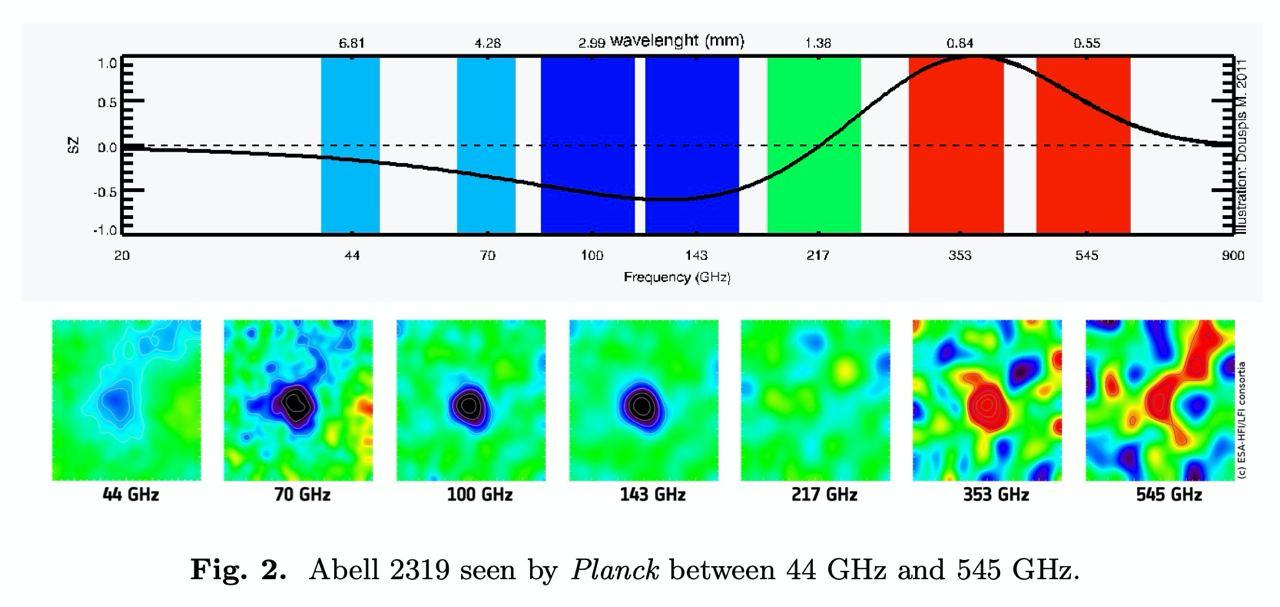 6.81 4.28 2.99 wavelenght (mm) 1.38 0.84 0.55
1.0
0.5
0.0
-0.5
-1.0
SZ
20 44 70 100 143 217 353 545 900
Frequency (GHz)
Illustration: Douspis M. 2011
44 GHz 70 GHz 100 GHz 143 GHz 217 GHz 353 GHz 545 GHz
(c) ESA-HFI/LFI consortia
Fig. 2. Abell 2319 seen by Planck between 44 GHz and 545 GHz.